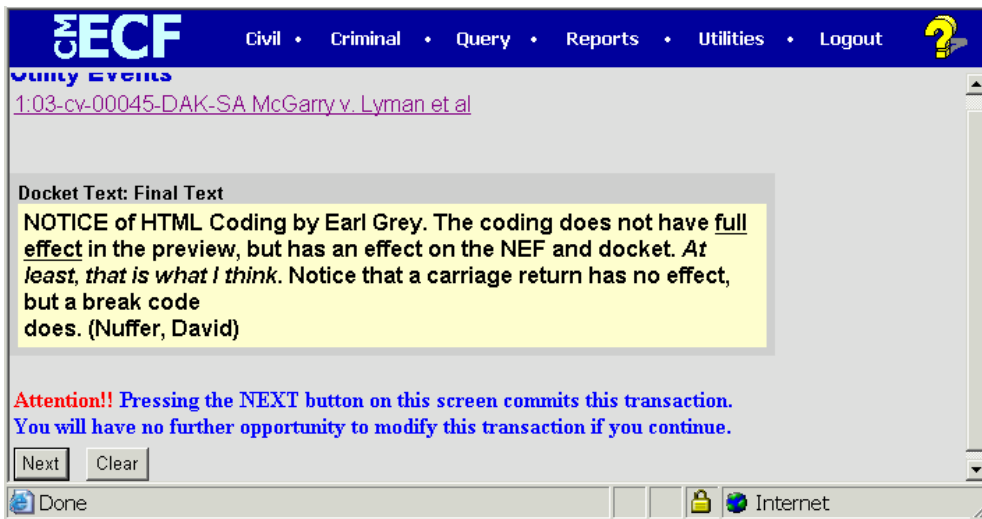 CM ECF Civil • Criminal • Query • Reports • Utilities • Logout ?
Utility Events
1:03-cv-00045-DAK-SA McGarry v. Lyman et al
Docket Text: Final Text
NOTICE of HTML Coding by Earl Grey. The coding does not have full
effect in the preview, but has an effect on the NEF and docket. At
least, that is what I think. Notice that a carriage return has no effect,
but a break code
does. (Nuffer, David)
Attention!! Pressing the NEXT button on this screen commits this transaction.
You will have no further opportunity to modify this transaction if you continue.
Next Clear
Done Internet